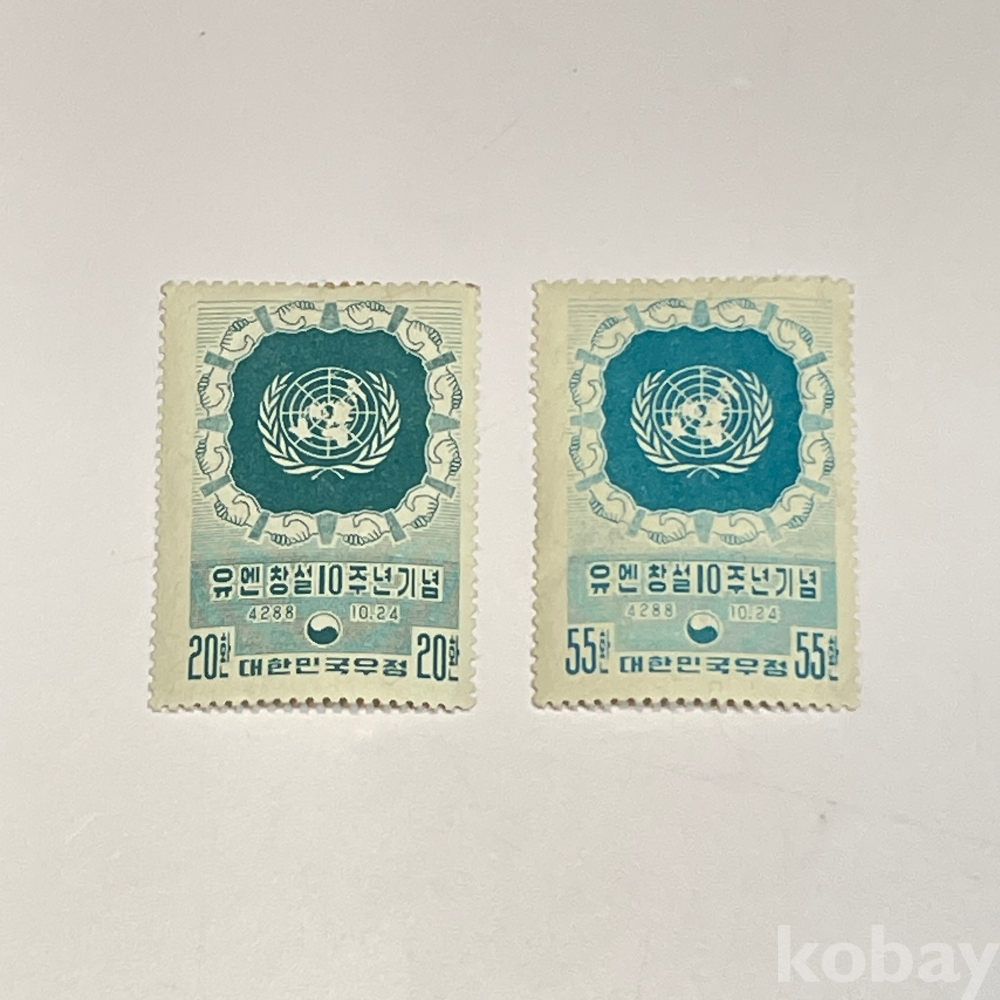 유엔창설10주년기념
4288 10.24
20환 대한민국우정 20환
유엔창설10주년기념
4288 10.24
55환 대한민국우정 55환
kobay